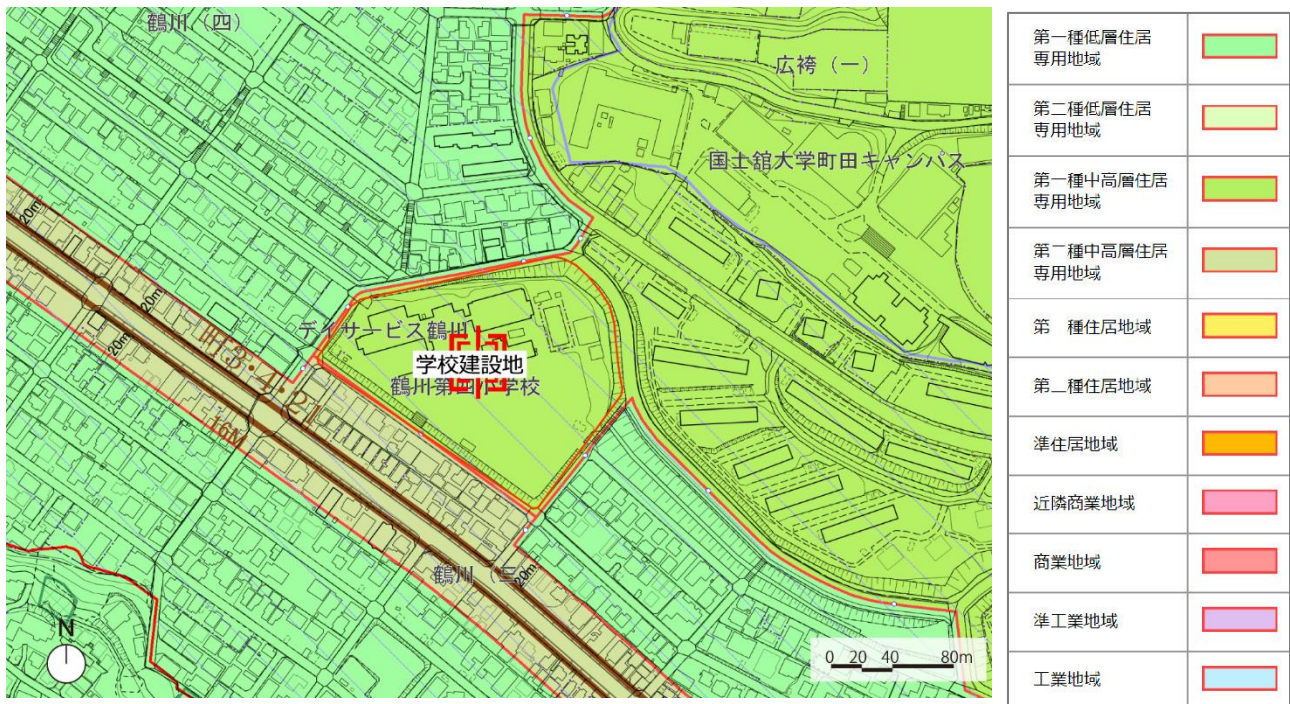 鶴川（四）
広袴（一）
国士舘大学町田キャンパス
20m
20m
20m
デイサービス鶴川
学校建設地
鶴川第四小学校
町3・4・21
16M
鶴川（三）
20m
N
0 20 40 80m
第一種低層住居
専用地域
第二種低層住居
専用地域
第一種中高層住居
専用地域
第二種中高層住居
専用地域
第 種住居地域
第二種住居地域
準住居地域
近隣商業地域
商業地域
準工業地域
工業地域